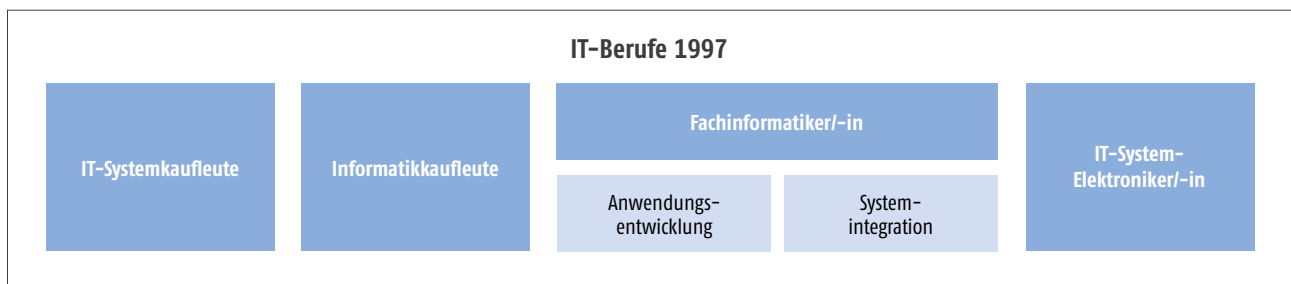 IT-Berufe 1997
IT-Systemkaufleute
Informatikkaufleute
Fachinformatiker/-in
Anwendungs-
entwicklung
System-
integration
IT-System-
Elektroniker/-in